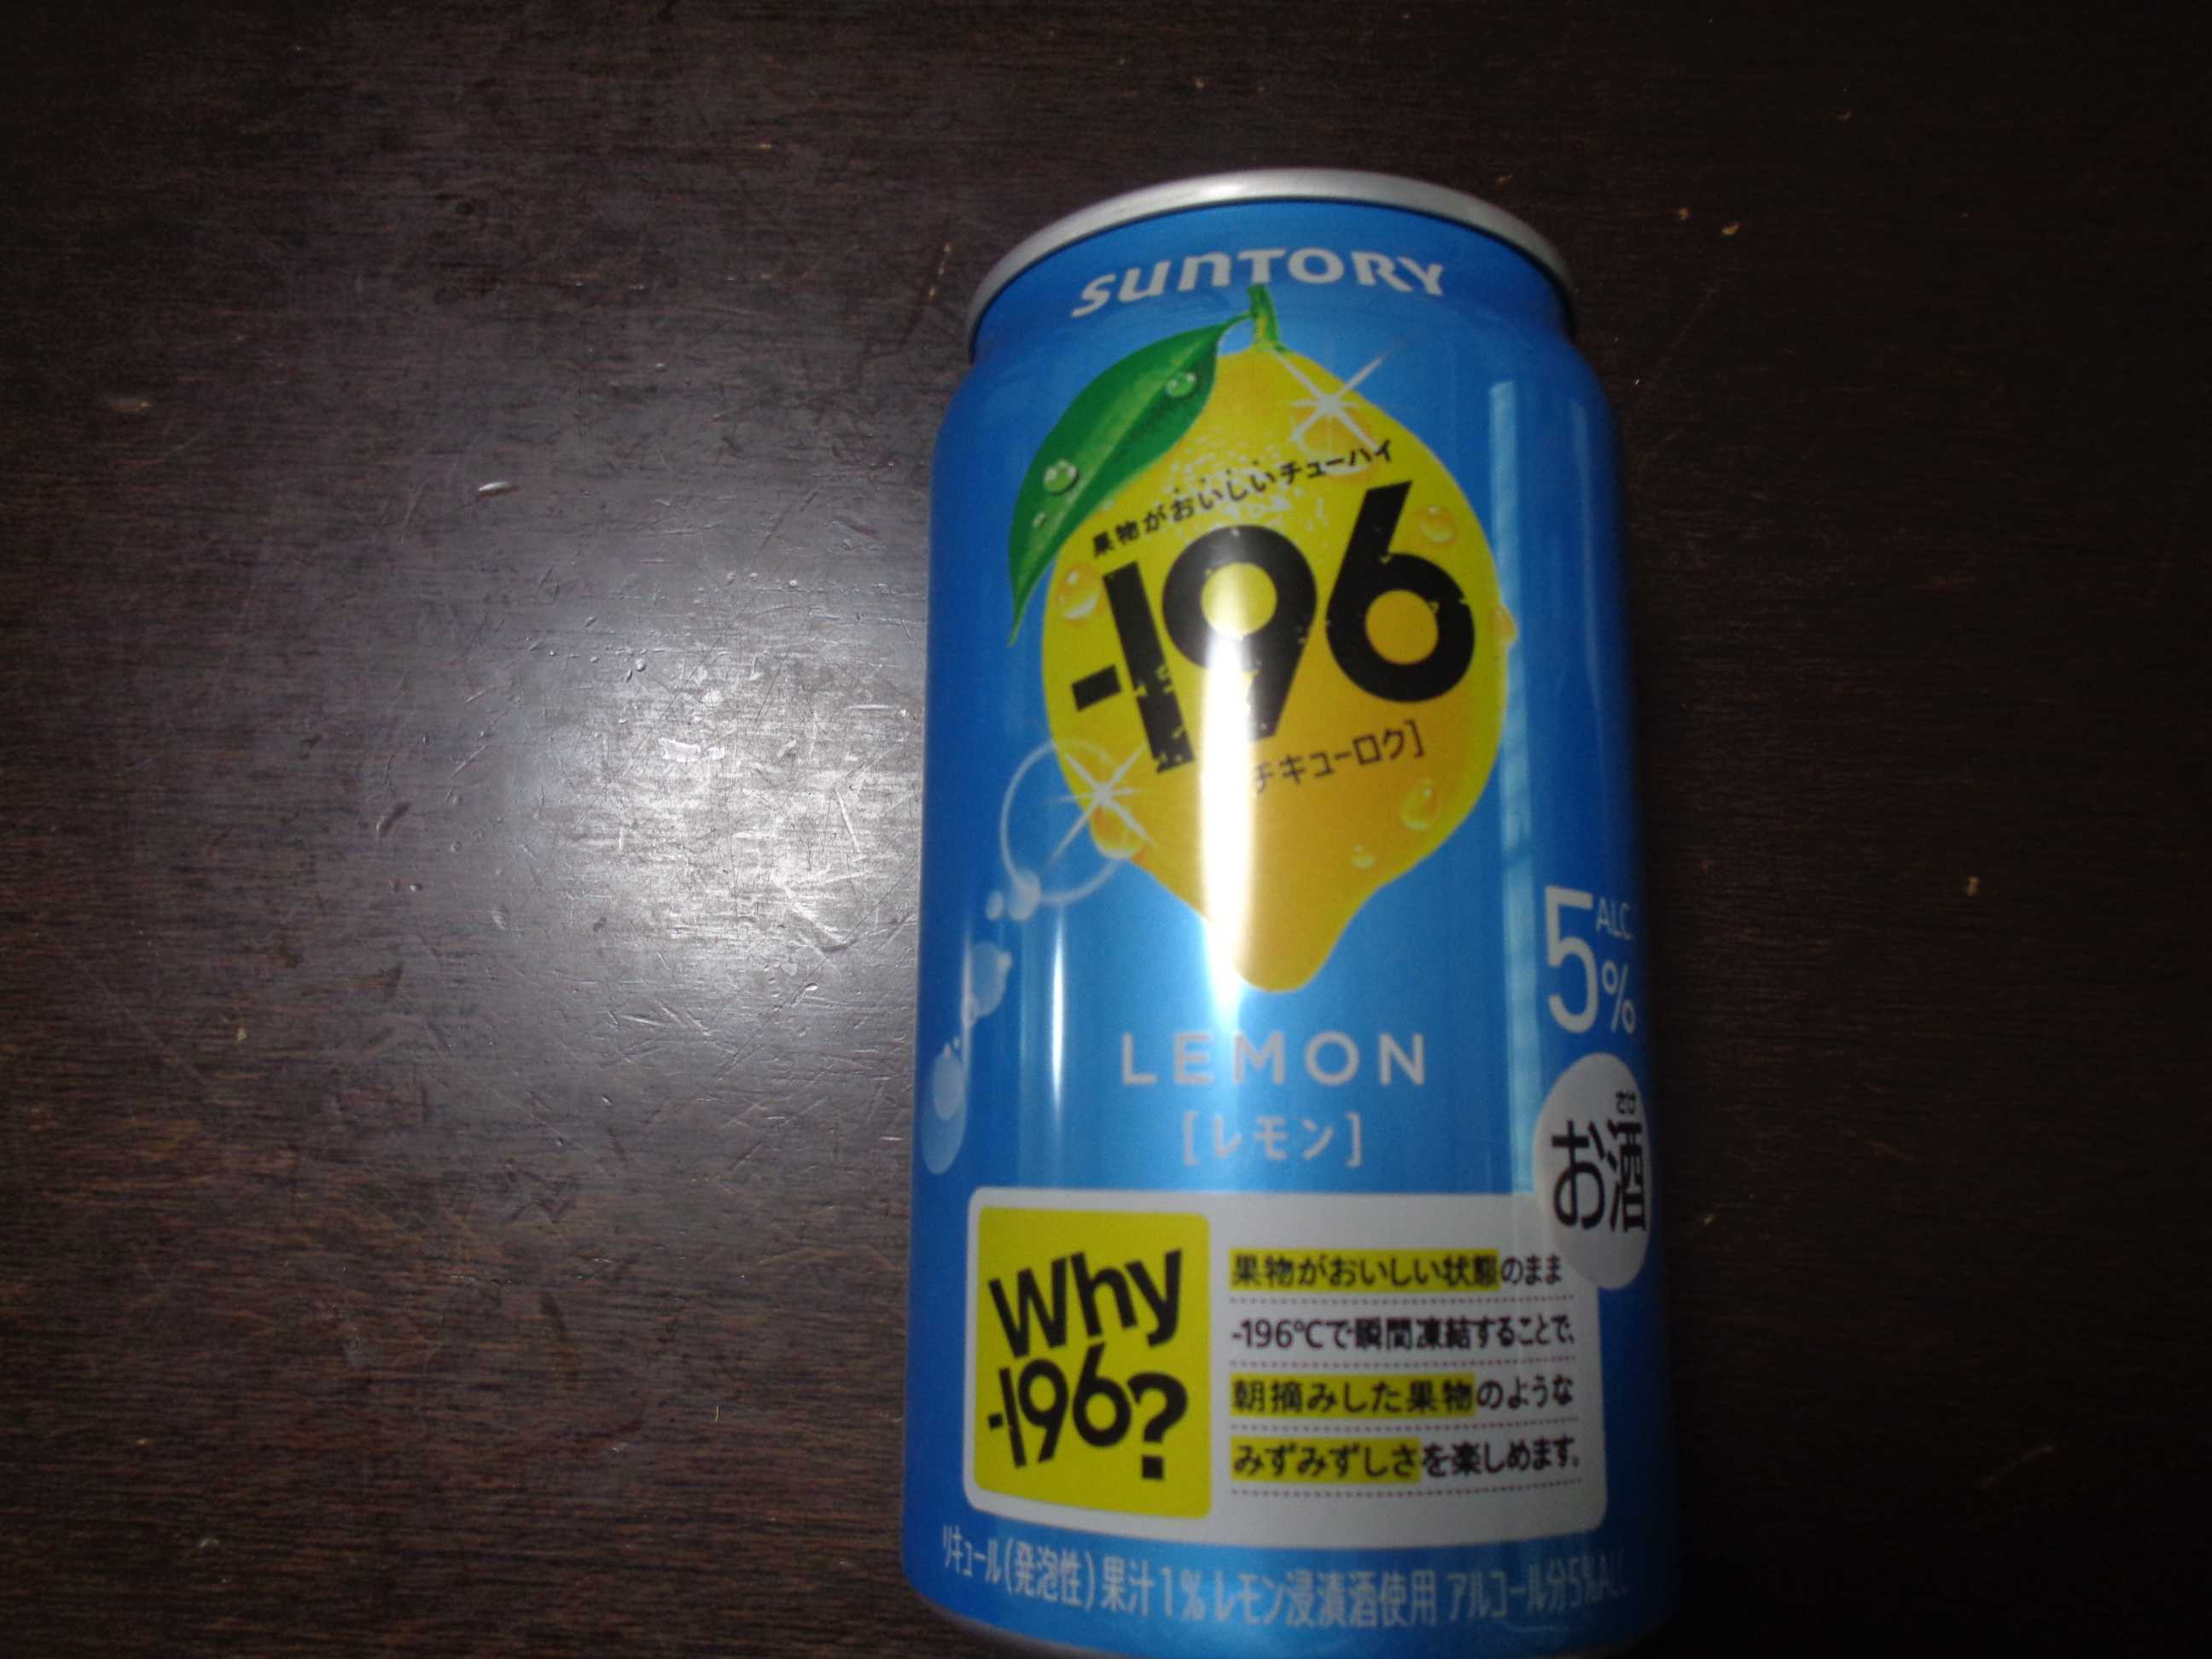 SUNTORY
果物がおいしいチューハイ
-196
チキューロク]
LEMON
[レモン]
ALC.
5%
さけ
お酒
Why
-196?
果物がおいしい状態のまま
-196℃で瞬間凍結することで、
朝摘みした果物のような
みずみずしさを楽しめます。
リキュール(発泡性) 果汁1% レモン浸漬酒使用 アルコール分5%